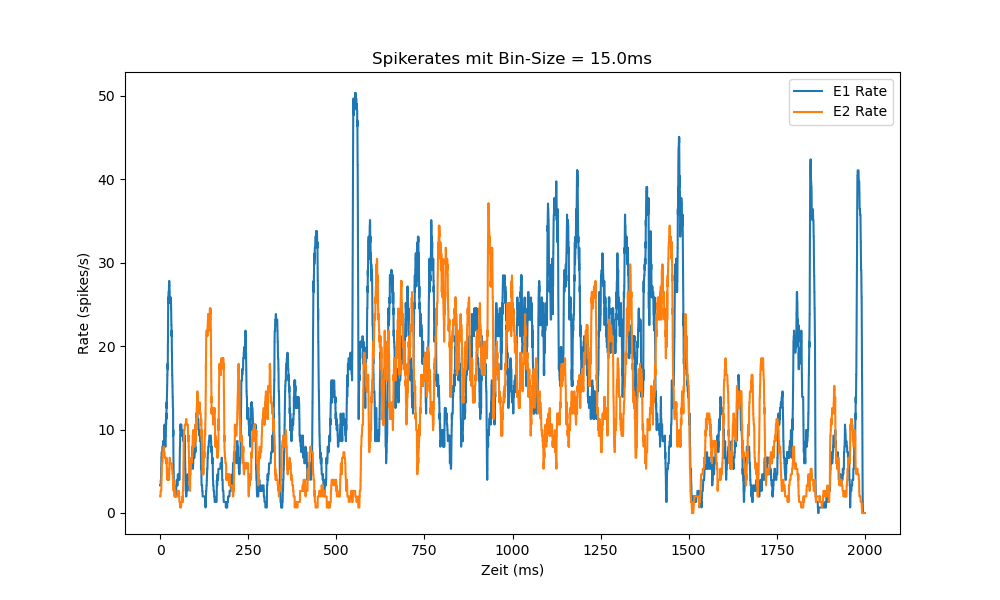 Spikerates mit Bin-Size = 15.0ms
E1 Rate
E2 Rate
50
40
30
20
10
0
Rate (spikes/s)
0 250 500 750 1000 1250 1500 1750 2000
Zeit (ms)